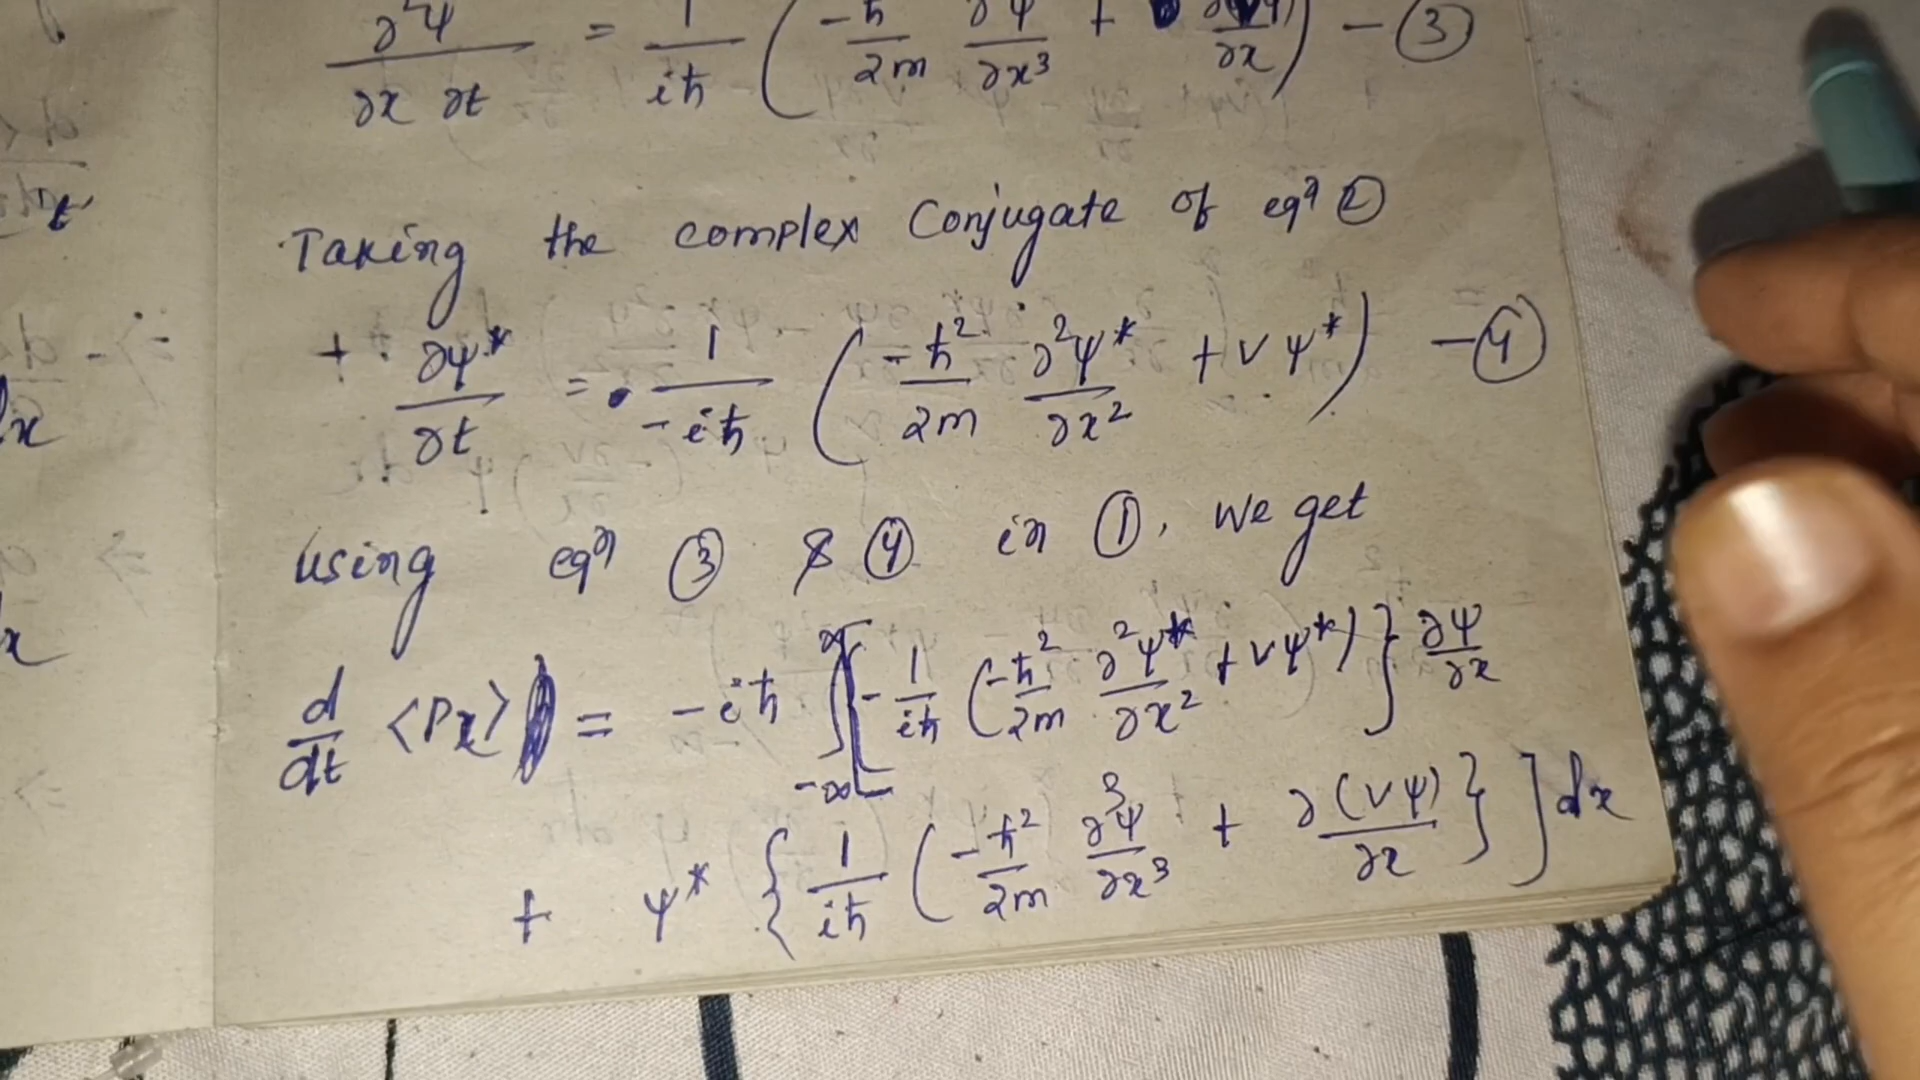 ∂²ψ/∂x ∂t = 1/iħ (-ħ/2m ∂ψ/∂x³ + ∂(Vψ)/∂x) - ③
Taking the complex Conjugate of eqn ②
+ ∂ψ*/∂t = 1/-iħ (-ħ²/2m ∂²ψ*/∂x² + Vψ*) - ④
using eqn ③ & ④ in ①, we get
d/dt <Px> = -iħ ∫_{-∞}^{∞} [ - 1/iħ (-ħ²/2m ∂²ψ*/∂x² + Vψ*) } ∂ψ/∂x
+ ψ* { 1/iħ (-ħ²/2m ∂³ψ/∂x³ + ∂(Vψ)/∂x } ] dx